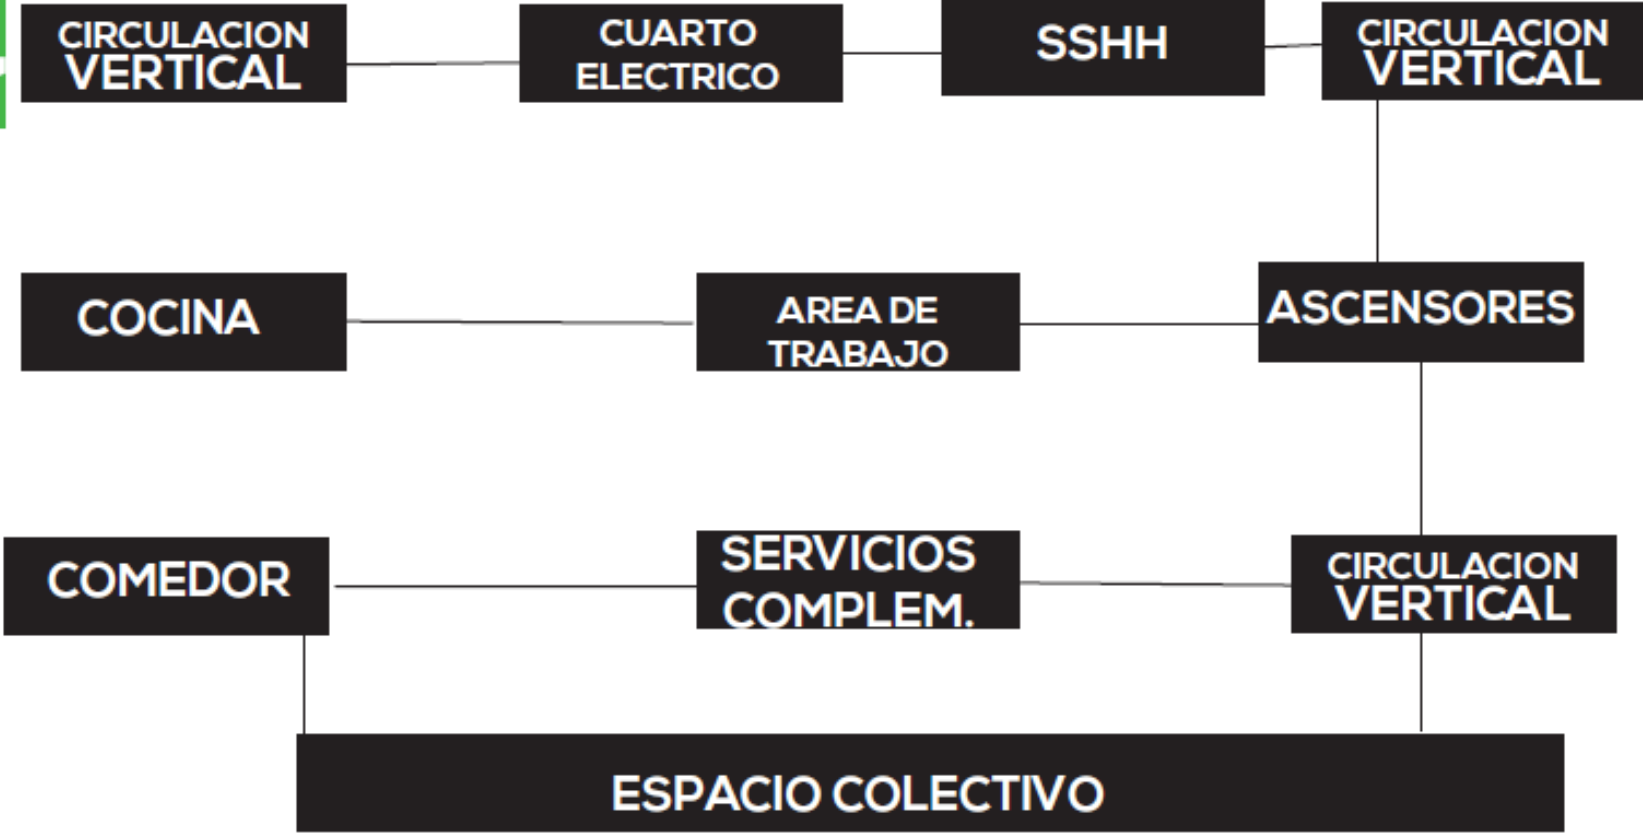 CIRCULACION
VERTICAL
CUARTO
ELECTRICO
SSHH
CIRCULACION
VERTICAL
COCINA
AREA DE
TRABAJO
ASCENSORES
COMEDOR
SERVICIOS
COMPLEM.
CIRCULACION
VERTICAL
ESPACIO COLECTIVO